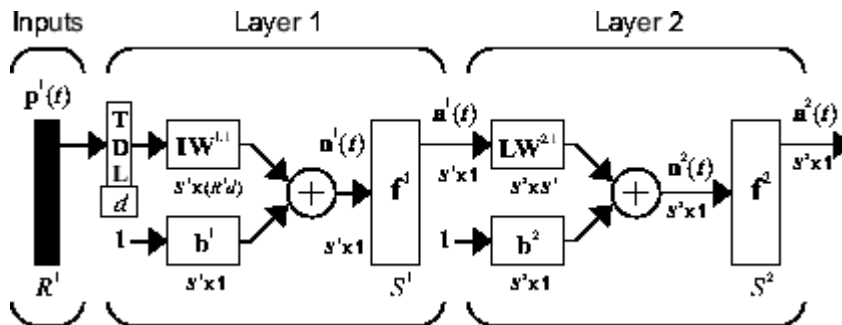 Inputs
Layer 1
Layer 2
p¹(t)
T
D
L
d
IW¹,¹
S¹x(R¹d)
1
b¹
S¹x1
n¹(t)
S¹x1
f¹
a¹(t)
S¹x1
LW²,¹
S²xS¹
1
b²
S²x1
n²(t)
S²x1
f²
a²(t)
S²x1
R¹
S¹
S²